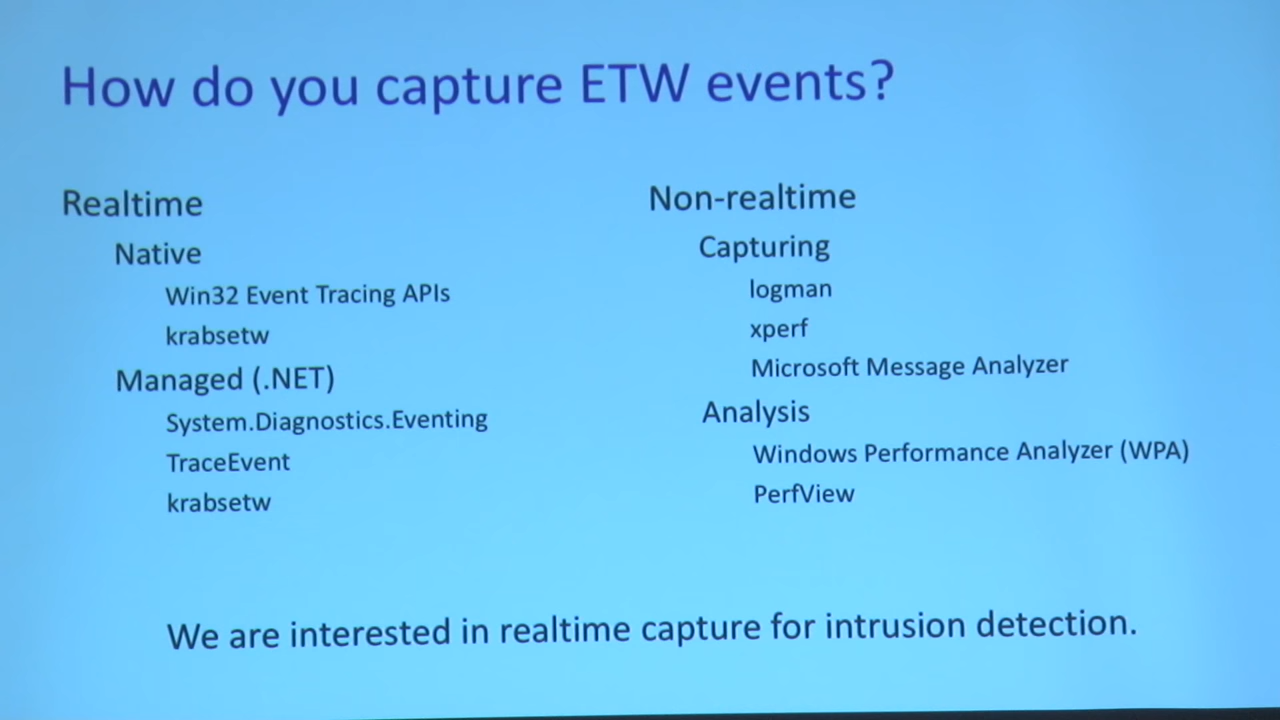 How do you capture ETW events?
Realtime
Native
Win32 Event Tracing APIs
krabsetw
Managed (.NET)
System.Diagnostics.Eventing
TraceEvent
krabsetw
Non-realtime
Capturing
logman
xperf
Microsoft Message Analyzer
Analysis
Windows Performance Analyzer (WPA)
PerfView
We are interested in realtime capture for intrusion detection.